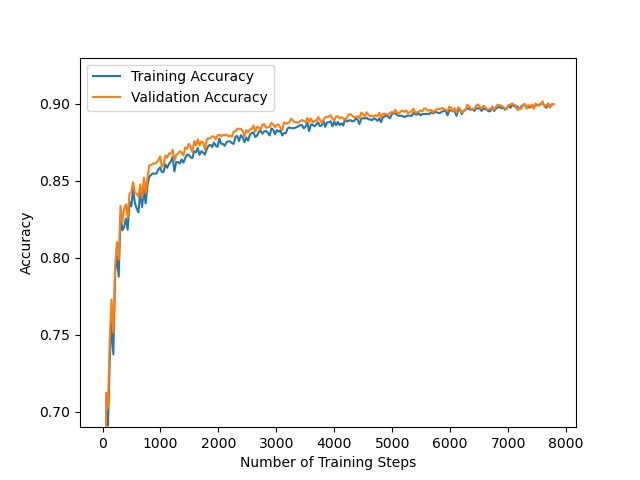 Training Accuracy
Validation Accuracy
0.90
0.85
0.80
0.75
0.70
Accuracy
0 1000 2000 3000 4000 5000 6000 7000 8000
Number of Training Steps